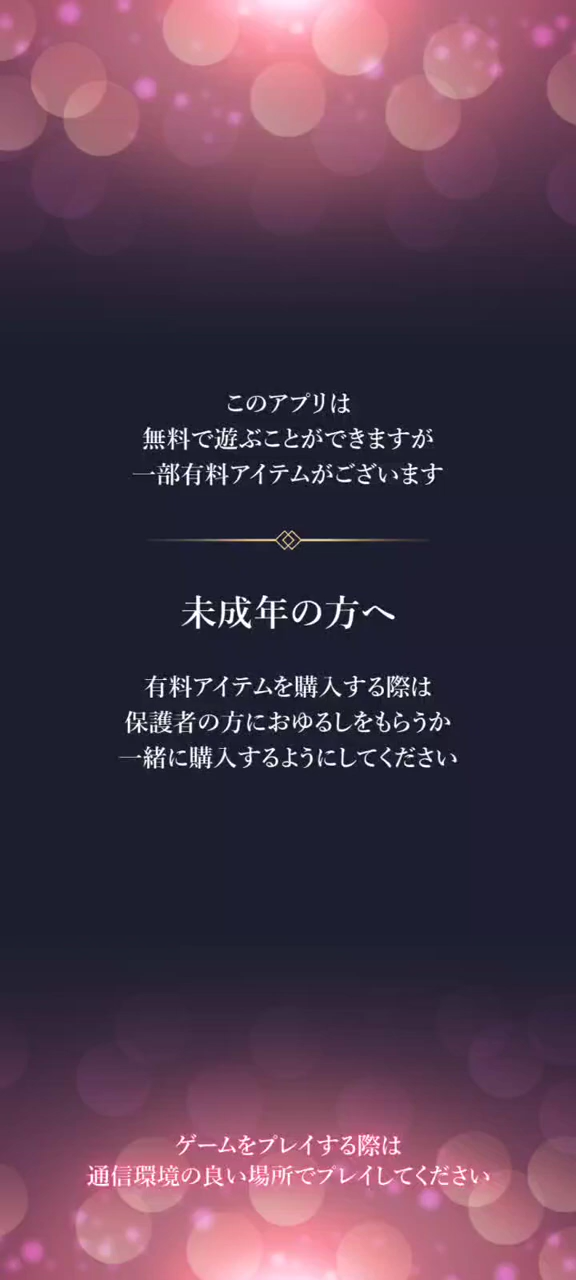 このアプリは
無料で遊ぶことができますが
一部有料アイテムがございます
未成年の方へ
有料アイテムを購入する際は
保護者の方におゆるしをもらうか
一緒に購入するようにしてください
ゲームをプレイする際は
通信環境の良い場所でプレイしてください